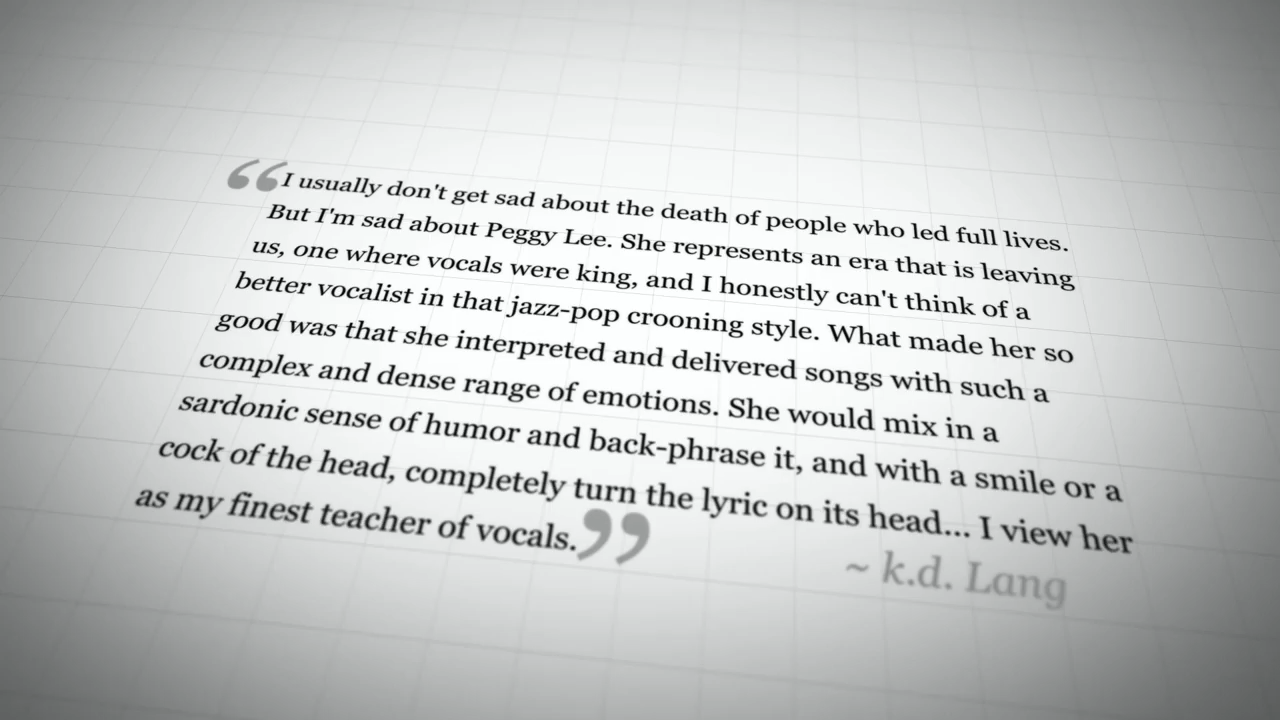 “I usually don't get sad about the death of people who led full lives.
But I'm sad about Peggy Lee. She represents an era that is leaving
us, one where vocals were king, and I honestly can't think of a
better vocalist in that jazz-pop crooning style. What made her so
good was that she interpreted and delivered songs with such a
complex and dense range of emotions. She would mix in a
sardonic sense of humor and back-phrase it, and with a smile or a
cock of the head, completely turn the lyric on its head... I view her
as my finest teacher of vocals.”
~ k.d. Lang